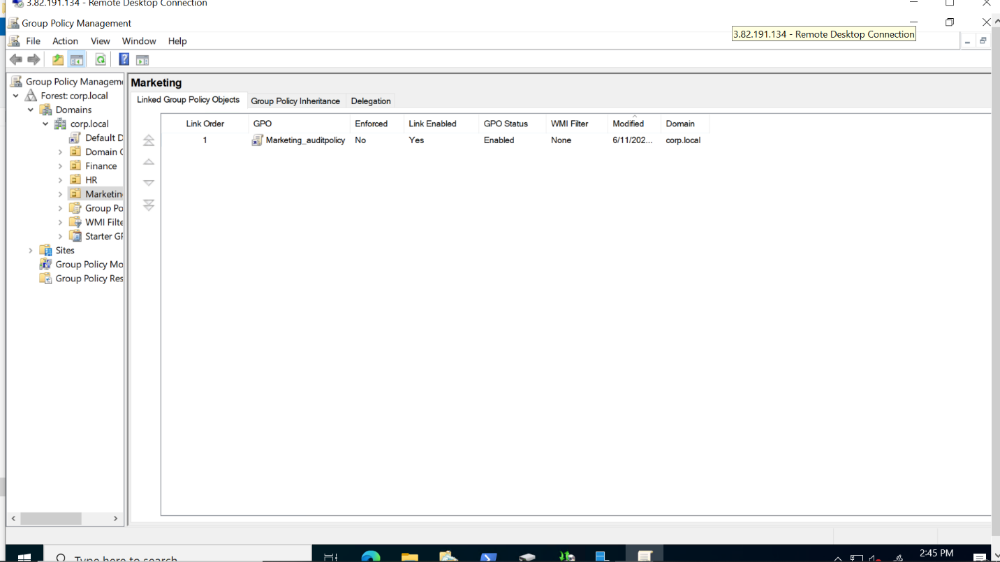 3.82.191.134 - Remote Desktop Connection
Group Policy Management
3.82.191.134 - Remote Desktop Connection
File Action View Window Help
Group Policy Manageme
Forest: corp.local
Domains
corp.local
Default D
Domain C
Finance
HR
Marketin
Group Po
WMI Filte
Starter GP
Sites
Group Policy Mo
Group Policy Res
Marketing
Linked Group Policy Objects Group Policy Inheritance Delegation
Link Order GPO Enforced Link Enabled GPO Status WMI Filter Modified Domain
1 Marketing_auditpolicy No Yes Enabled None 6/11/202... corp.local
Type here to search
2:45 PM